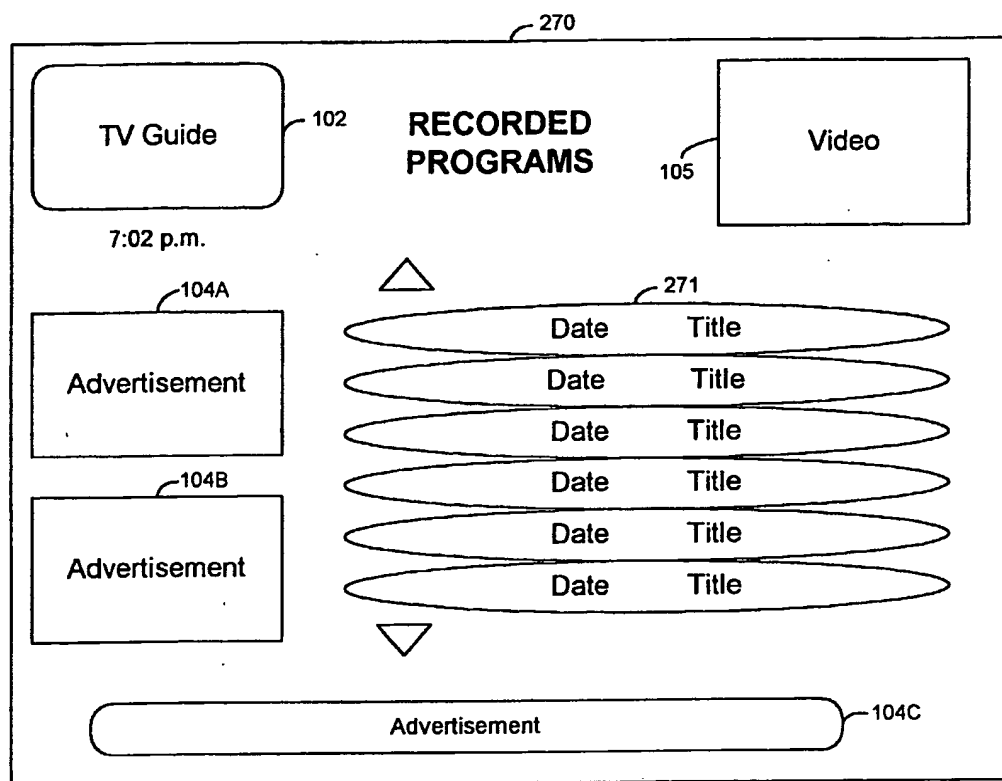 270
TV Guide
102
RECORDED
PROGRAMS
Video
105
7:02 p.m.
104A
Advertisement
104B
Advertisement
271
Date Title
Date Title
Date Title
Date Title
Date Title
Date Title
Advertisement
104C